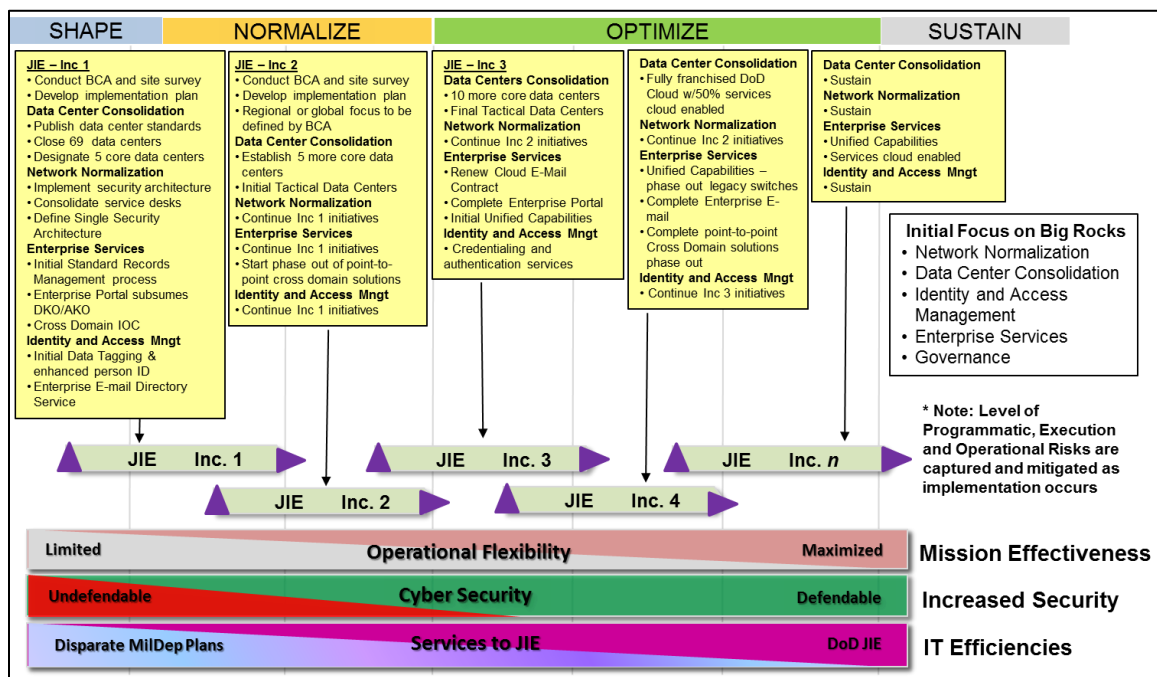 SHAPE
NORMALIZE
OPTIMIZE
SUSTAIN
JIE – Inc 1
• Conduct BCA and site survey
• Develop implementation plan
Data Center Consolidation
• Publish data center standards
• Close 69 data centers
• Designate 5 core data centers
Network Normalization
• Implement security architecture
• Consolidate service desks
• Define Single Security
Architecture
Enterprise Services
• Initial Standard Records
Management process
• Enterprise Portal subsumes
DKO/AKO
• Cross Domain IOC
Identity and Access Mngt
• Initial Data Tagging &
enhanced person ID
• Enterprise E-mail Directory
Service
JIE – Inc 2
• Conduct BCA and site survey
• Develop implementation plan
• Regional or global focus to be
defined by BCA
Data Center Consolidation
• Establish 5 more core data
centers
• Initial Tactical Data Centers
Network Normalization
• Continue Inc 1 initiatives
Enterprise Services
• Continue Inc 1 initiatives
• Start phase out of point-to-
point cross domain solutions
Identity and Access Mngt
• Continue Inc 1 initiatives
JIE – Inc 3
Data Centers Consolidation
• 10 more core data centers
• Final Tactical Data Centers
Network Normalization
• Continue Inc 2 initiatives
Enterprise Services
• Renew Cloud E-Mail
Contract
• Complete Enterprise Portal
• Initial Unified Capabilities
Identity and Access Mngt
• Credentialing and
authentication services
Data Center Consolidation
• Fully franchised DoD
Cloud w/50% services
cloud enabled
Network Normalization
• Continue Inc 2 initiatives
Enterprise Services
• Unified Capabilities –
phase out legacy switches
• Complete Enterprise E-
mail
• Complete point-to-point
Cross Domain solutions
phase out
Identity and Access Mngt
• Continue Inc 3 initiatives
Data Center Consolidation
• Sustain
Network Normalization
• Sustain
Enterprise Services
• Unified Capabilities
• Services cloud enabled
Identity and Access Mngt
• Sustain
Initial Focus on Big Rocks
• Network Normalization
• Data Center Consolidation
• Identity and Access
Management
• Enterprise Services
• Governance
* Note: Level of
Programmatic, Execution
and Operational Risks are
captured and mitigated as
implementation occurs
JIE Inc. 1
JIE Inc. 2
JIE Inc. 3
JIE Inc. 4
JIE Inc. n
Limited Operational Flexibility Maximized Mission Effectiveness
Undefendable Cyber Security Defendable Increased Security
Disparate MilDep Plans Services to JIE DoD JIE IT Efficiencies